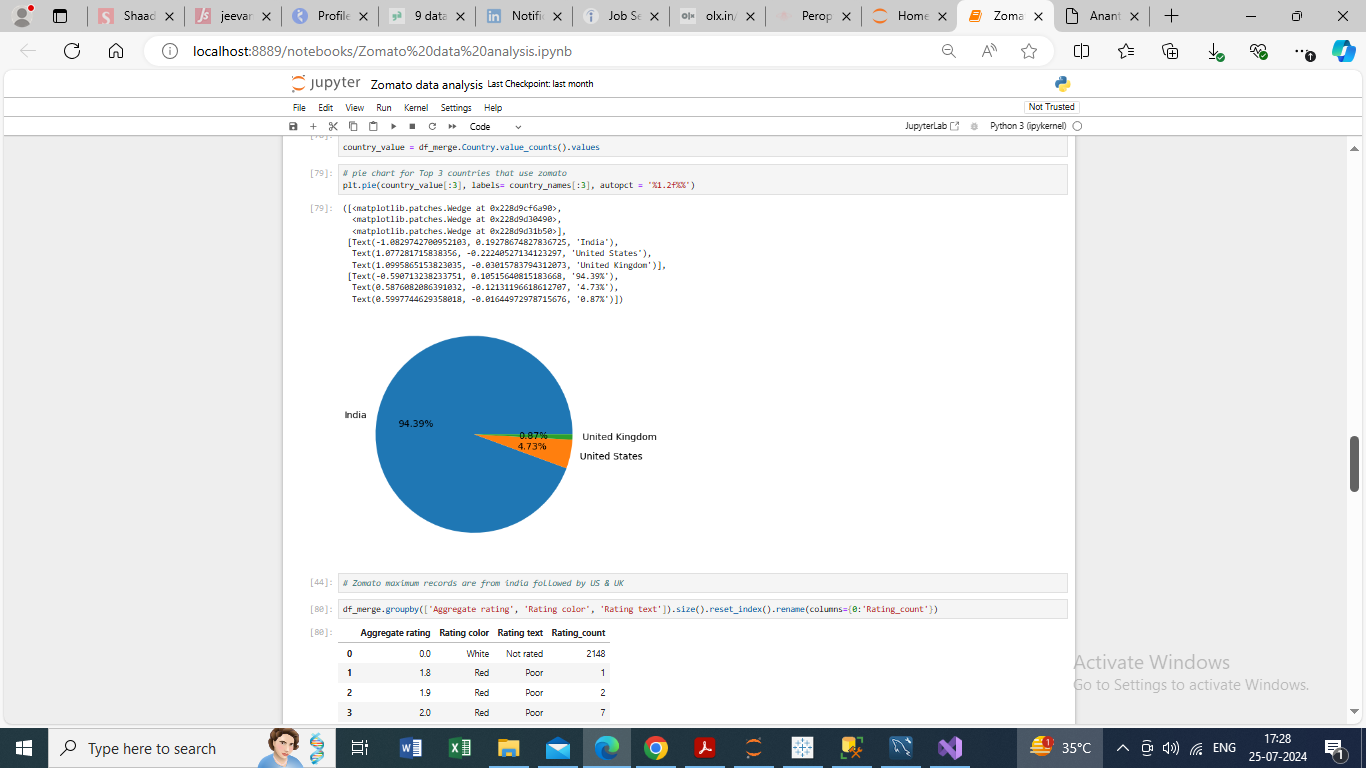 Shaad
jeevan
Profile
9 data
Notifi
Job Se
olx.in/
Perop
Home
Zoma
Anant
localhost:8889/notebooks/Zomato%20data%20analysis.ipynb
jupyter Zomato data analysis Last Checkpoint: last month
File Edit View Run Kernel Settings Help
Not Trusted
Code
JupyterLab
Python 3 (ipykernel)
country_value = df_merge.Country.value_counts().values
[79]: # pie chart for Top 3 countries that use zomato
plt.pie(country_value[:3], labels= country_names[:3], autopct = '%1.2f%%')
[79]: ([<matplotlib.patches.Wedge at 0x228d9cf6a90>,
<matplotlib.patches.Wedge at 0x228d9d30490>,
<matplotlib.patches.Wedge at 0x228d9d31b50>],
[Text(-1.0829742700952103, 0.19278674827836725, 'India'),
Text(1.077281715838356, -0.22240527134123297, 'United States'),
Text(1.0995865153823035, -0.03015783794312073, 'United Kingdom')],
[Text(-0.590713238233751, 0.10515640815183668, '94.39%'),
Text(0.5876082086391032, -0.12131196618612707, '4.73%'),
Text(0.5997744629358018, -0.01644972978715676, '0.87%')])
India
94.39%
0.87%
United Kingdom
4.73%
United States
[44]: # Zomato maximum records are from india followed by US & UK
[80]: df_merge.groupby(['Aggregate rating', 'Rating color', 'Rating text']).size().reset_index().rename(columns={0:'Rating_count'})
[80]: Aggregate rating Rating color Rating text Rating_count
0 0.0 White Not rated 2148
1 1.8 Red Poor 1
2 1.9 Red Poor 2
3 2.0 Red Poor 7
Activate Windows
Go to Settings to activate Windows.
Type here to search
35°C
ENG
17:28
25-07-2024
1